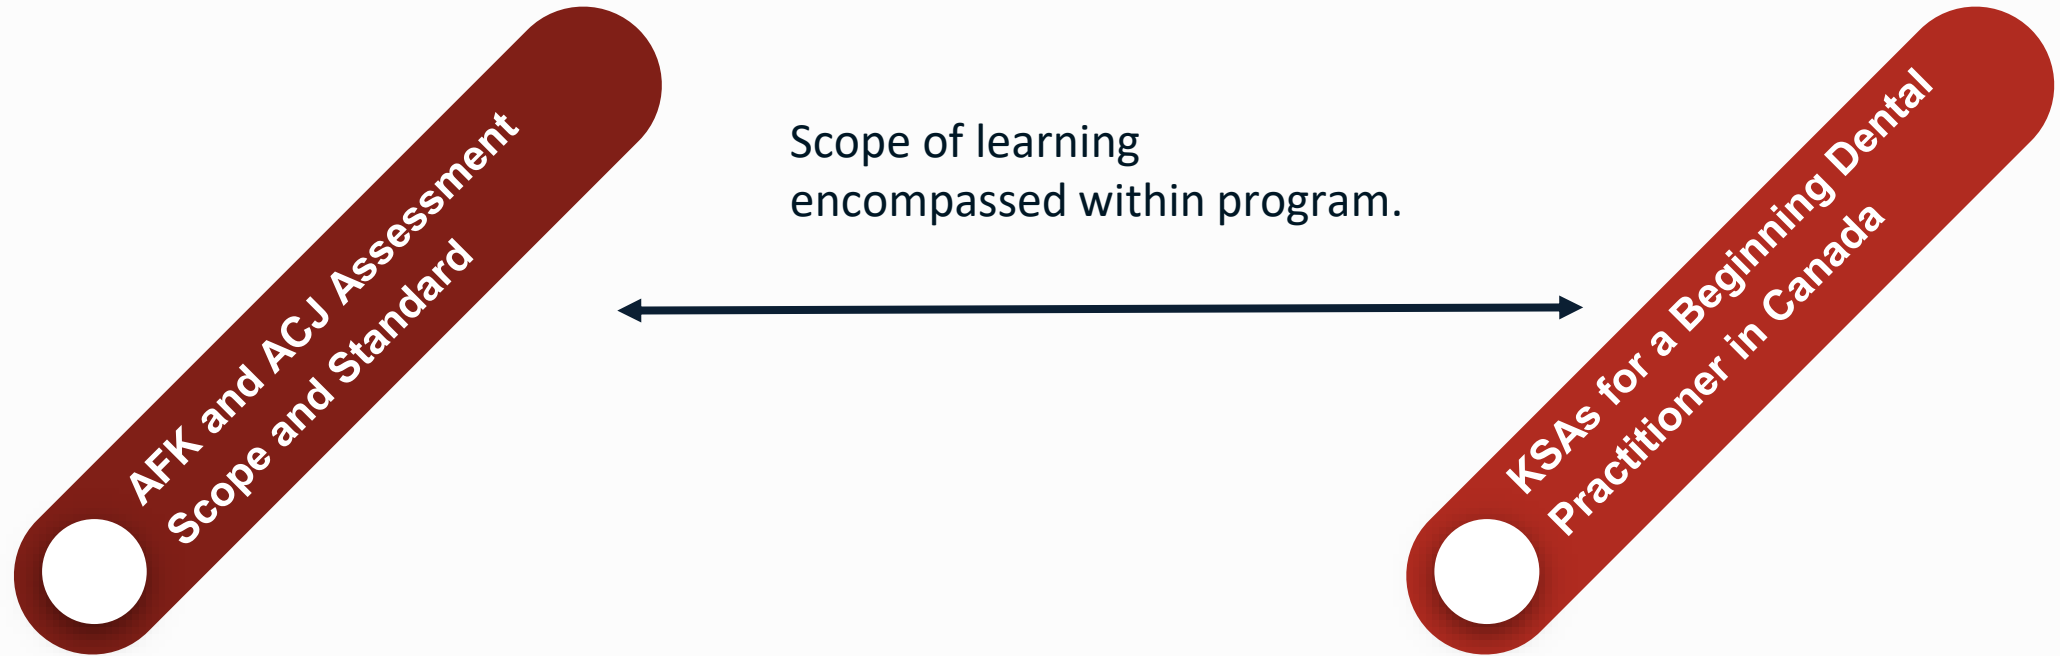 AFK and ACJ Assessment
Scope and Standard
Scope of learning
encompassed within program.
KSAs for a Beginning Dental
Practitioner in Canada